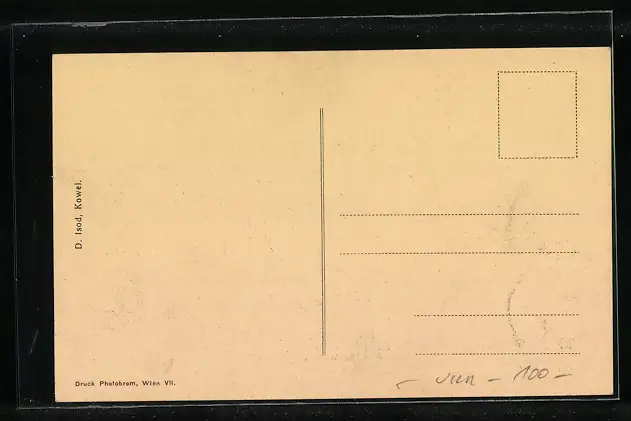 D. Isod, Kowel.
Druck Photobrom, Wien VII.
– 100 –